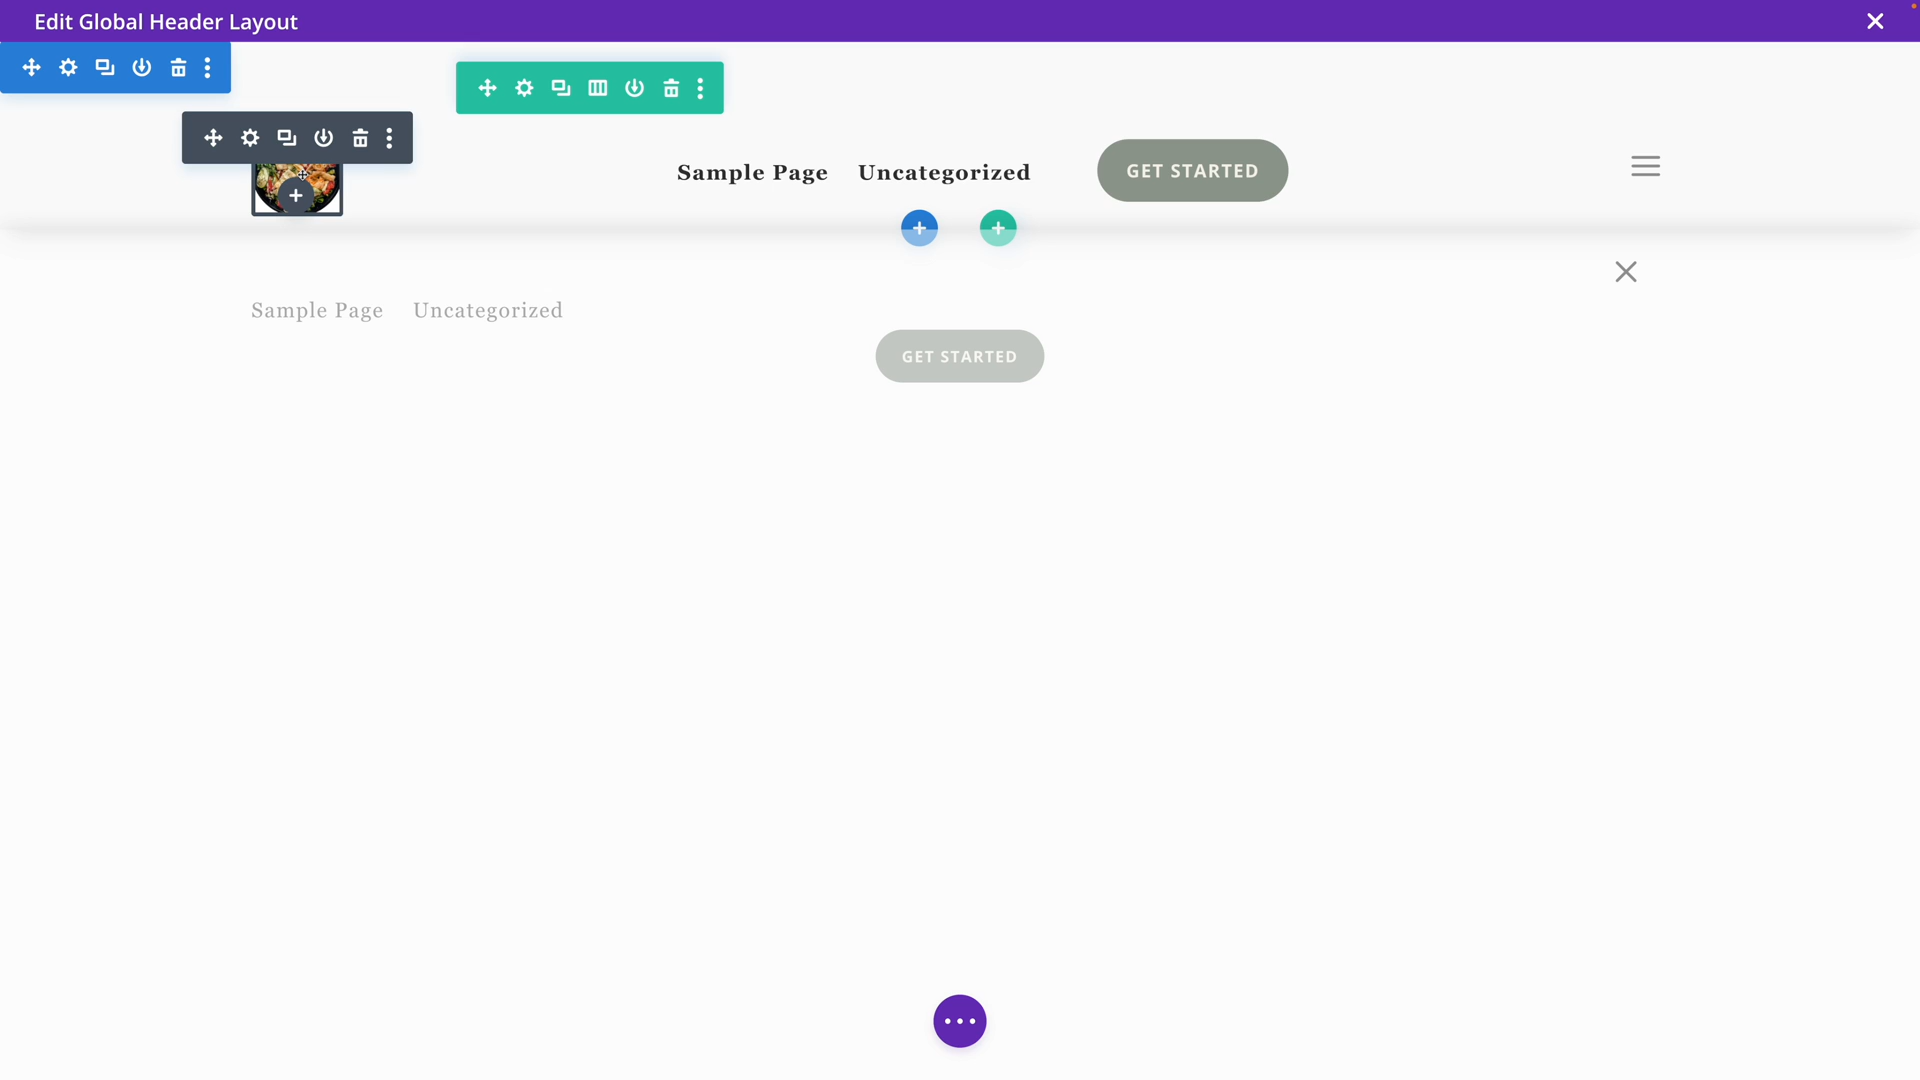 Edit Global Header Layout
Sample Page Uncategorized GET STARTED
Sample Page Uncategorized
GET STARTED